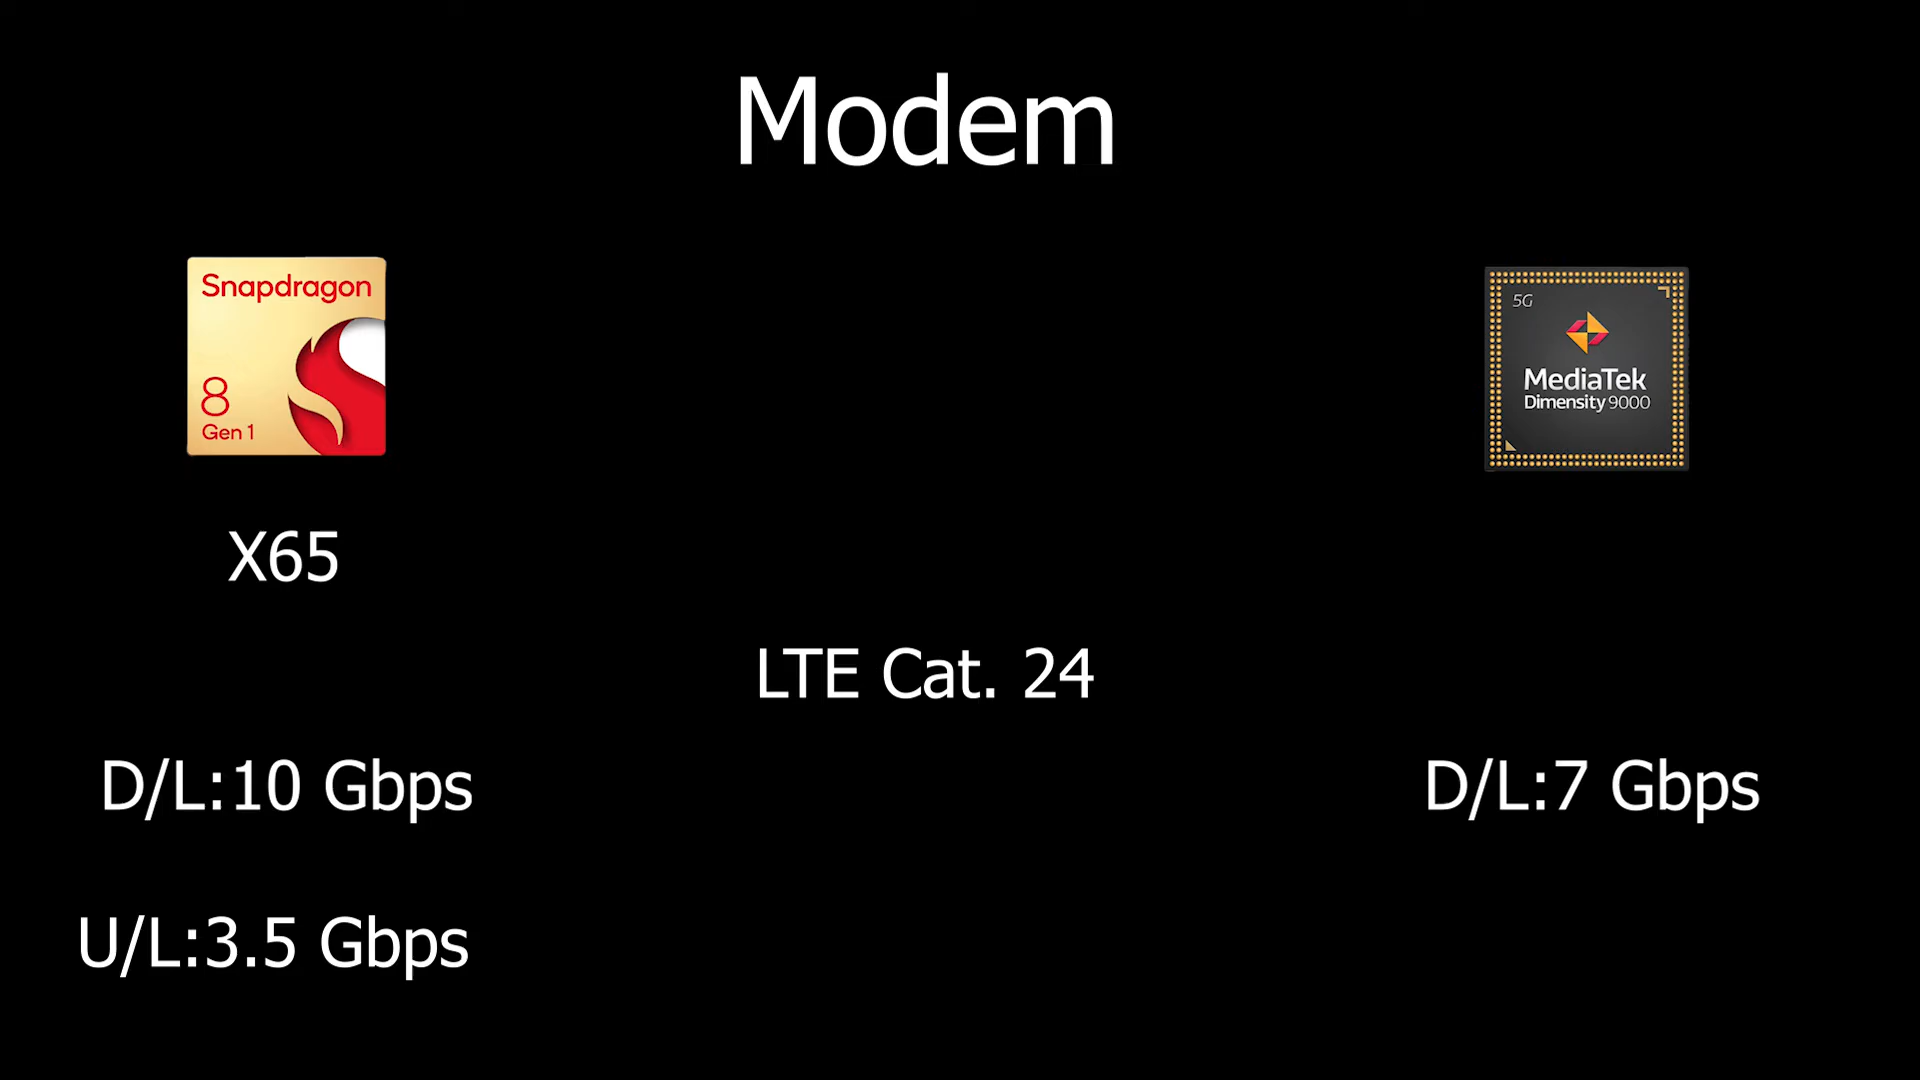 Modem
Snapdragon
8
Gen 1
5G
MediaTek
Dimensity 9000
X65
LTE Cat. 24
D/L:10 Gbps
D/L:7 Gbps
U/L:3.5 Gbps